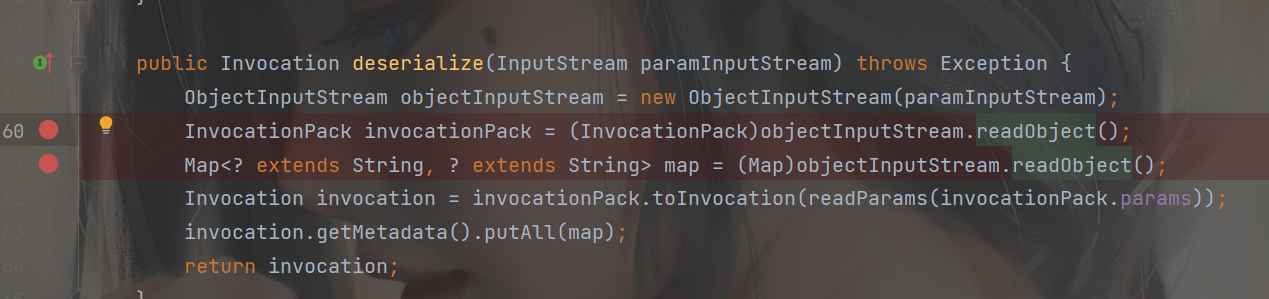 57
58 public Invocation deserialize(InputStream paramInputStream) throws Exception {
59 ObjectInputStream objectInputStream = new ObjectInputStream(paramInputStream);
60 InvocationPack invocationPack = (InvocationPack)objectInputStream.readObject();
61 Map<? extends String, ? extends String> map = (Map)objectInputStream.readObject();
62 Invocation invocation = invocationPack.toInvocation(readParams(invocationPack.params));
63 invocation.getMetadata().putAll(map);
64 return invocation;
}